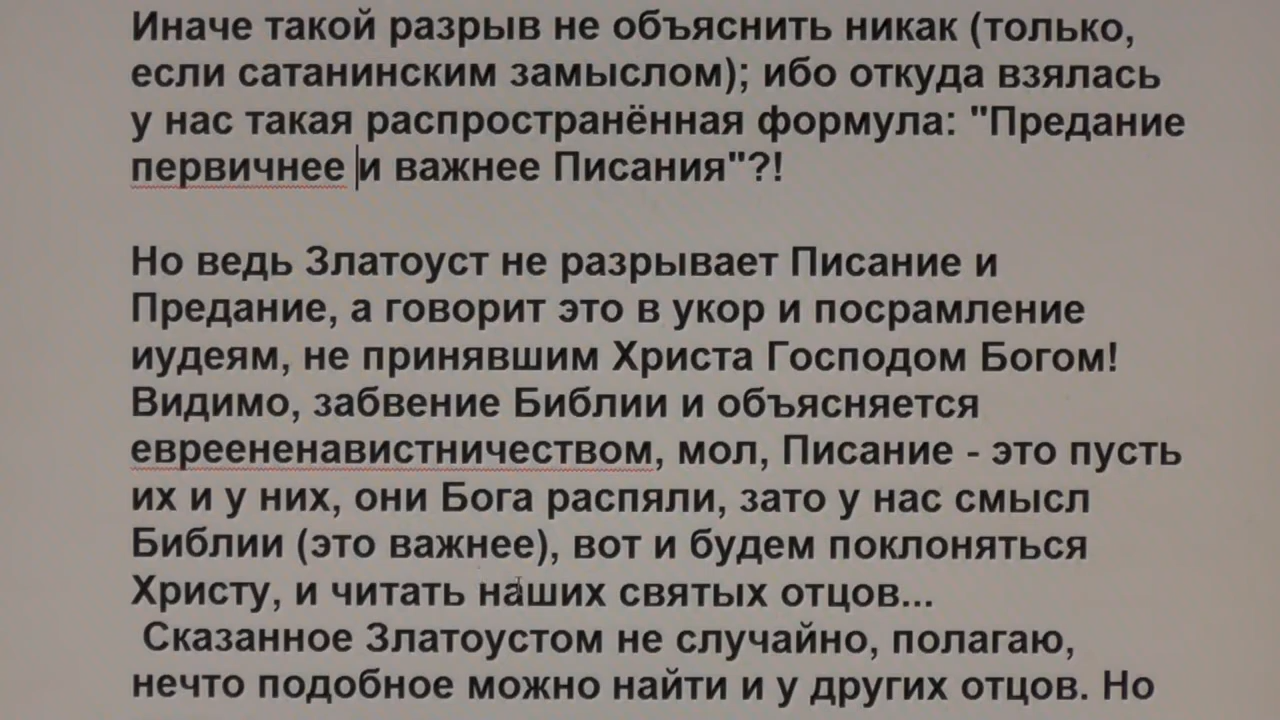 Иначе такой разрыв не объяснить никак (только,
если сатанинским замыслом); ибо откуда взялась
у нас такая распространённая формула: "Предание
первичнее и важнее Писания"?!
Но ведь Златоуст не разрывает Писание и
Предание, а говорит это в укор и посрамление
иудеям, не принявшим Христа Господом Богом!
Видимо, забвение Библии и объясняется
евреененавистничеством, мол, Писание - это пусть
их и у них, они Бога распяли, зато у нас смысл
Библии (это важнее), вот и будем поклоняться
Христу, и читать наших святых отцов...
Сказанное Златоустом не случайно, полагаю,
нечто подобное можно найти и у других отцов. Но